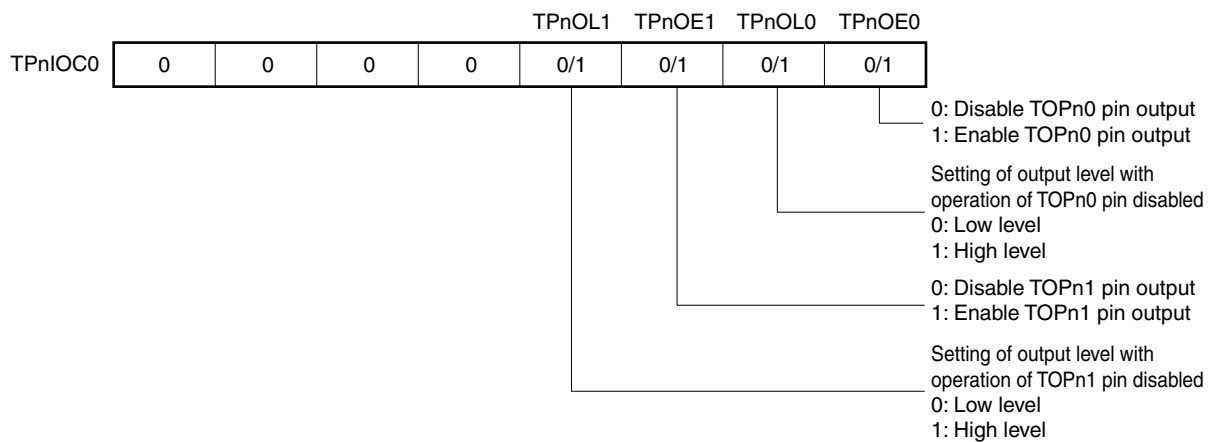 TPnOL1 TPnOE1 TPnOL0 TPnOE0
TPnIOC0 0 0 0 0 0/1 0/1 0/1 0/1
0: Disable TOPn0 pin output
1: Enable TOPn0 pin output
Setting of output level with
operation of TOPn0 pin disabled
0: Low level
1: High level
0: Disable TOPn1 pin output
1: Enable TOPn1 pin output
Setting of output level with
operation of TOPn1 pin disabled
0: Low level
1: High level